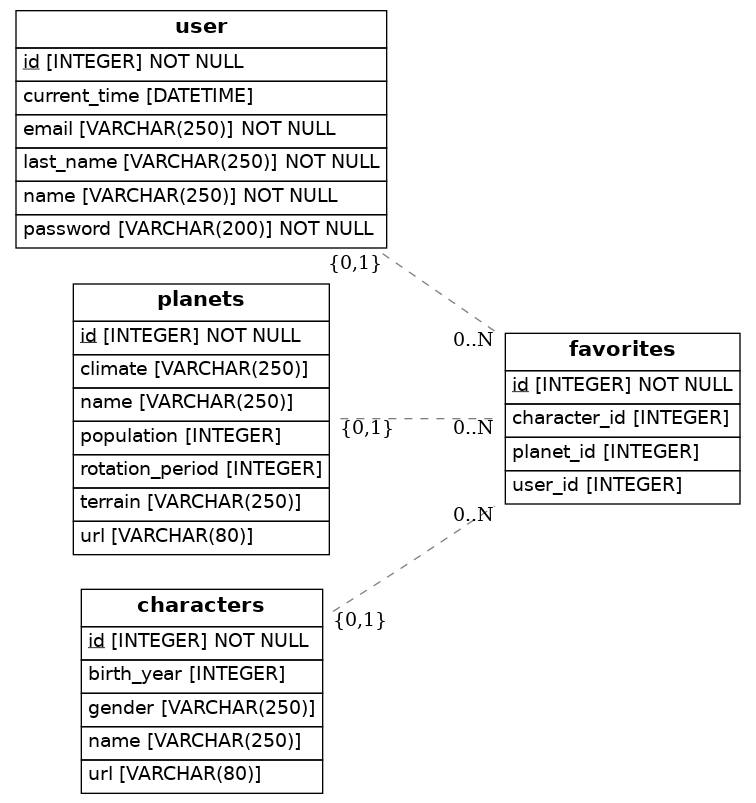 user
id [INTEGER] NOT NULL
current_time [DATETIME]
email [VARCHAR(250)] NOT NULL
last_name [VARCHAR(250)] NOT NULL
name [VARCHAR(250)] NOT NULL
password [VARCHAR(200)] NOT NULL
{0,1}
0..N
planets
id [INTEGER] NOT NULL
climate [VARCHAR(250)]
name [VARCHAR(250)]
population [INTEGER]
rotation_period [INTEGER]
terrain [VARCHAR(250)]
url [VARCHAR(80)]
{0,1}
0..N
favorites
id [INTEGER] NOT NULL
character_id [INTEGER]
planet_id [INTEGER]
user_id [INTEGER]
0..N
{0,1}
characters
id [INTEGER] NOT NULL
birth_year [INTEGER]
gender [VARCHAR(250)]
name [VARCHAR(250)]
url [VARCHAR(80)]